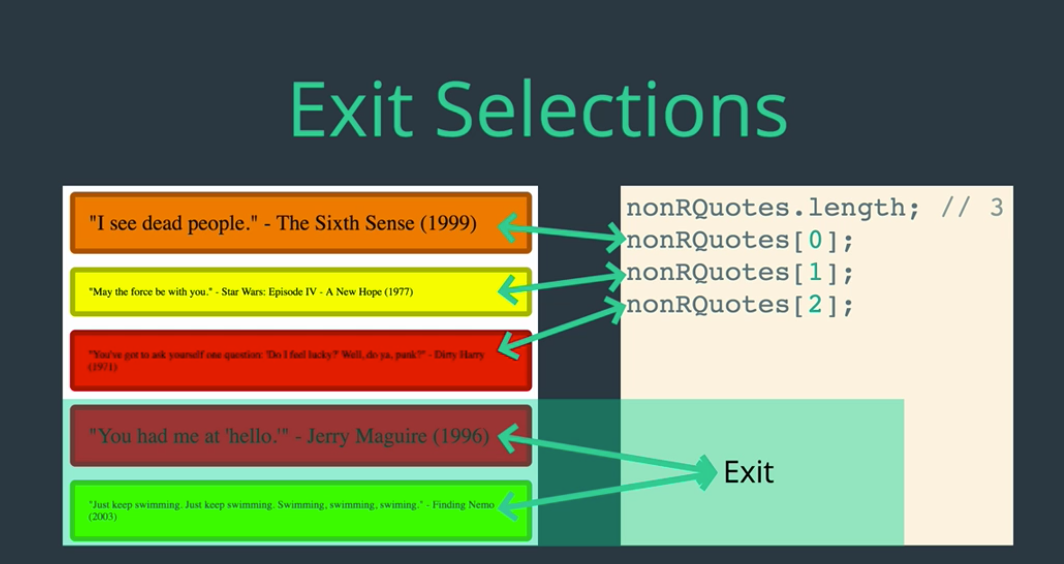 Exit Selections
"I see dead people." - The Sixth Sense (1999)
"May the force be with you." - Star Wars: Episode IV - A New Hope (1977)
"You've got to ask yourself one question: 'Do I feel lucky?' Well, do ya, punk?" - Dirty Harry
(1971)
"You had me at 'hello.'" - Jerry Maguire (1996)
"Just keep swimming. Just keep swimming. Swimming, swimming, swiming." - Finding Nemo
(2003)
nonRQuotes.length; // 3
nonRQuotes[0];
nonRQuotes[1];
nonRQuotes[2];
Exit